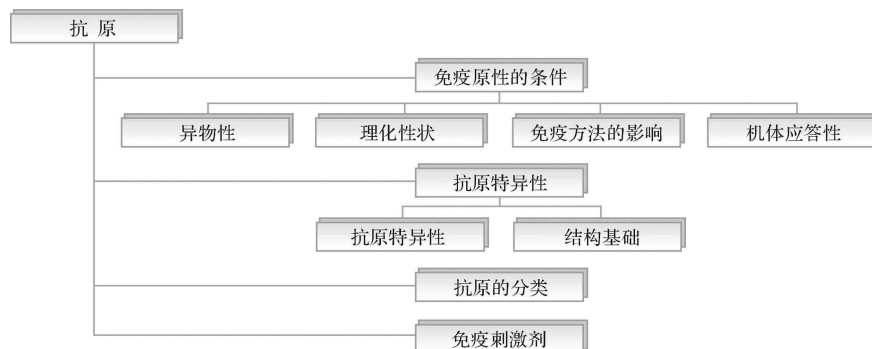 抗 原
免疫原性的条件
异物性
理化性状
免疫方法的影响
机体应答性
抗原特异性
抗原特异性
结构基础
抗原的分类
免疫刺激剂